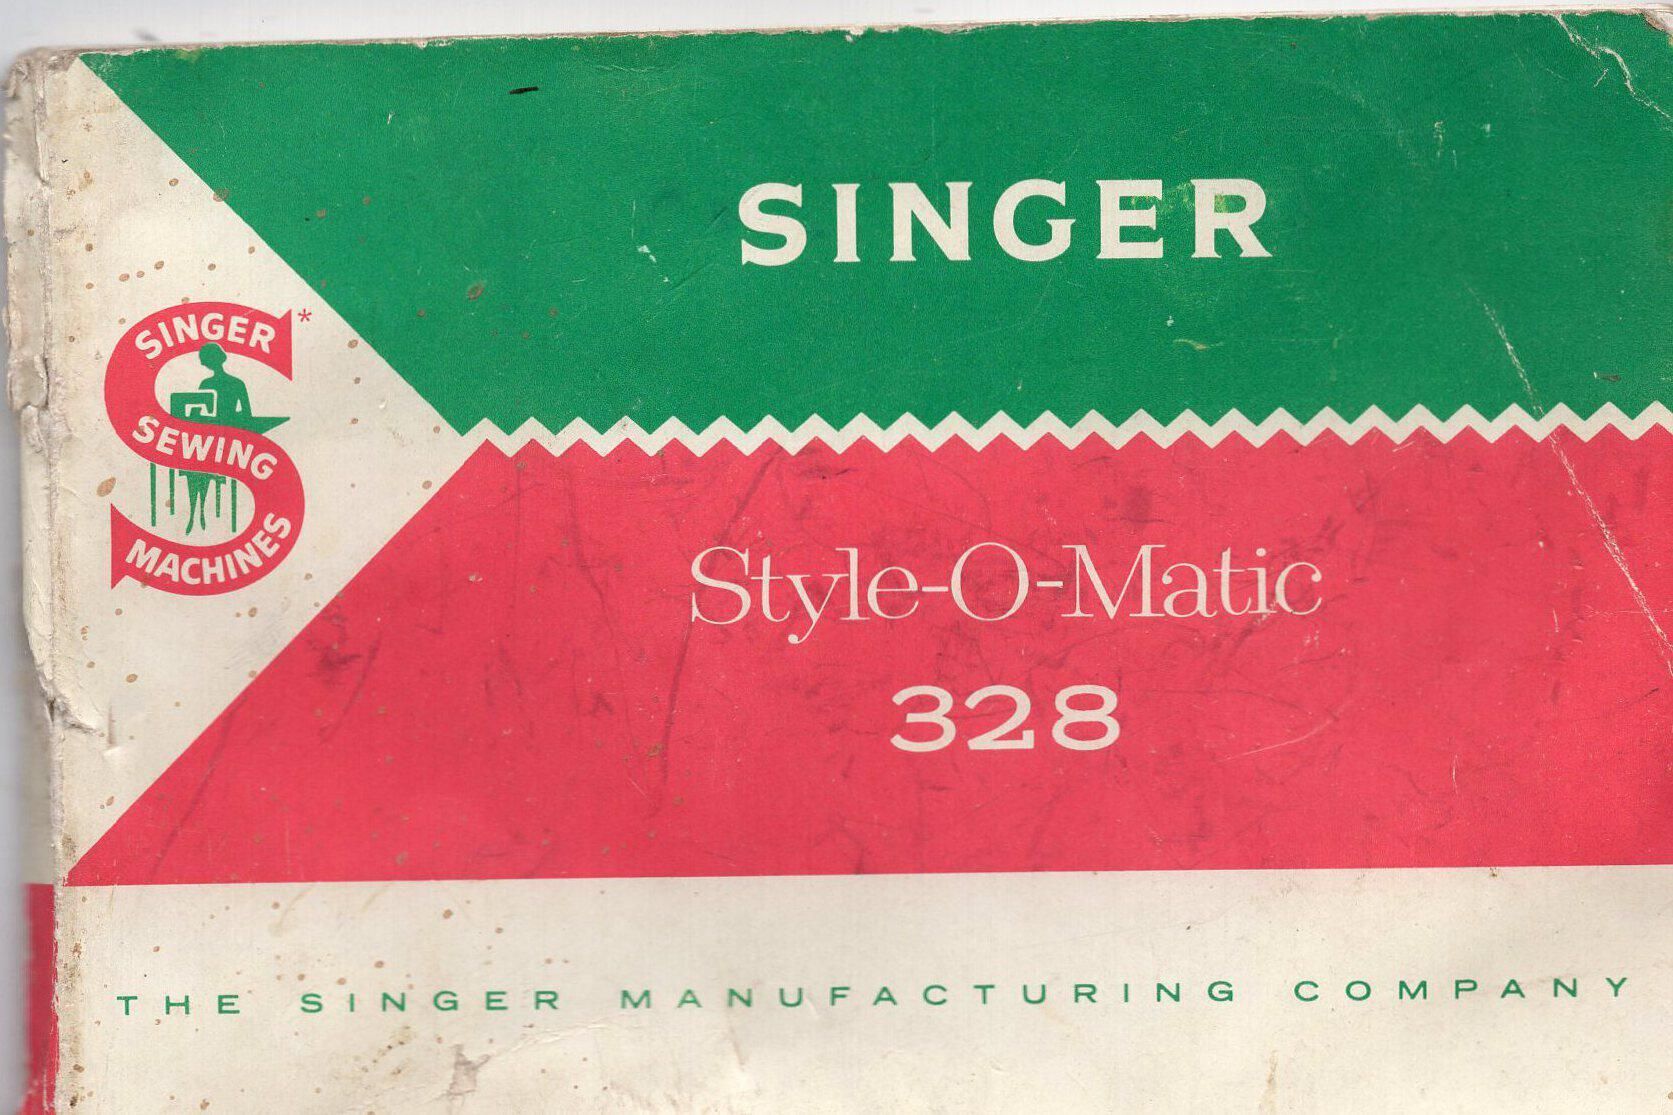 SINGER
SINGER*
SEWING
MACHINES
Style-O-Matic
328
THE SINGER MANUFACTURING COMPANY